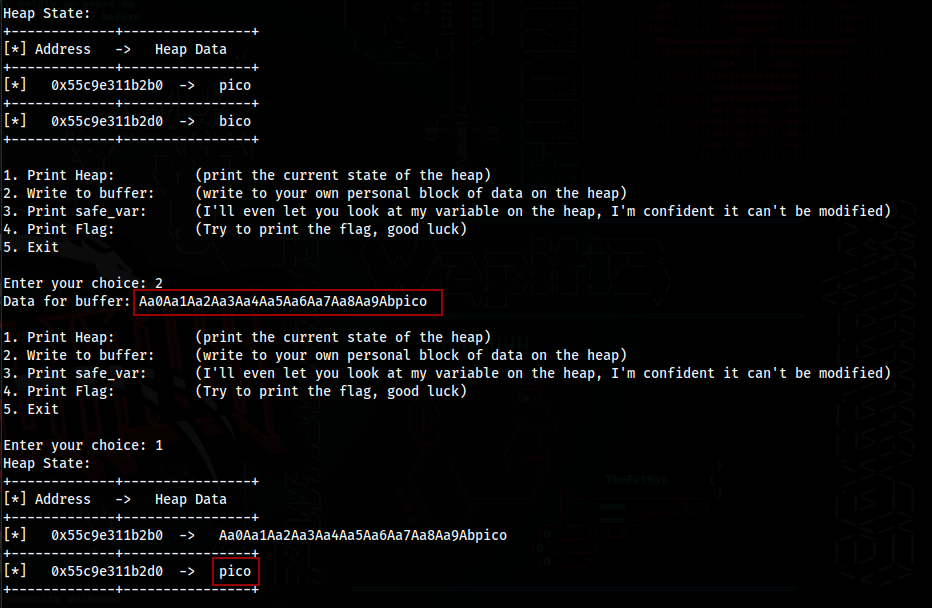 Heap State:
+-------------+----------------+
[*] Address   ->   Heap Data
+-------------+----------------+
[*]   0x55c9e311b2b0  ->   pico
+-------------+----------------+
[*]   0x55c9e311b2d0  ->   bico
+-------------+----------------+
1. Print Heap:          (print the current state of the heap)
2. Write to buffer:     (write to your own personal block of data on the heap)
3. Print safe_var:      (I'll even let you look at my variable on the heap, I'm confident it can't be modified)
4. Print Flag:          (Try to print the flag, good luck)
5. Exit
Enter your choice: 2
Data for buffer: Aa0Aa1Aa2Aa3Aa4Aa5Aa6Aa7Aa8Aa9Abpico
1. Print Heap:          (print the current state of the heap)
2. Write to buffer:     (write to your own personal block of data on the heap)
3. Print safe_var:      (I'll even let you look at my variable on the heap, I'm confident it can't be modified)
4. Print Flag:          (Try to print the flag, good luck)
5. Exit
Enter your choice: 1
Heap State:
+-------------+----------------+
[*] Address   ->   Heap Data
+-------------+----------------+
[*]   0x55c9e311b2b0  ->   Aa0Aa1Aa2Aa3Aa4Aa5Aa6Aa7Aa8Aa9Abpico
+-------------+----------------+
[*]   0x55c9e311b2d0  ->   pico
+-------------+----------------+
TheFatRat